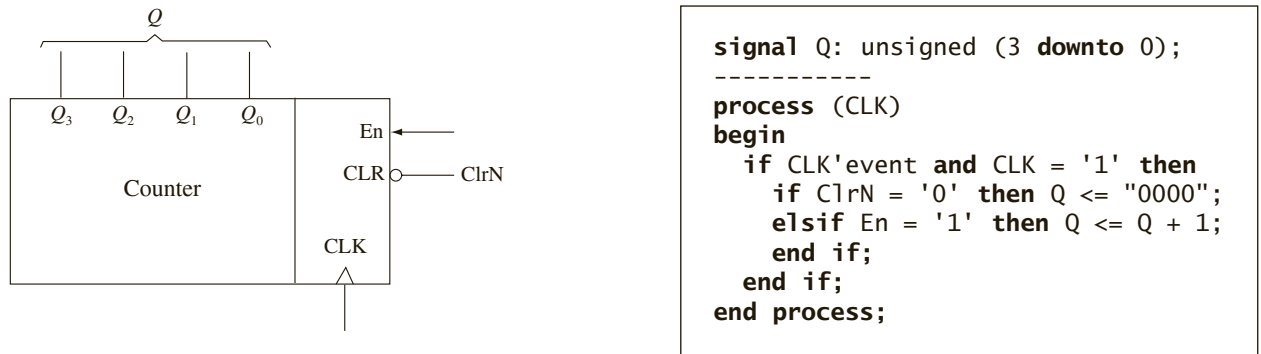 Q
Q3 Q2 Q1 Q0
En
CLR ClrN
Counter
CLK
signal Q: unsigned (3 downto 0);
-----------
process (CLK)
begin
if CLK'event and CLK = '1' then
if ClrN = '0' then Q <= "0000";
elsif En = '1' then Q <= Q + 1;
end if;
end if;
end process;